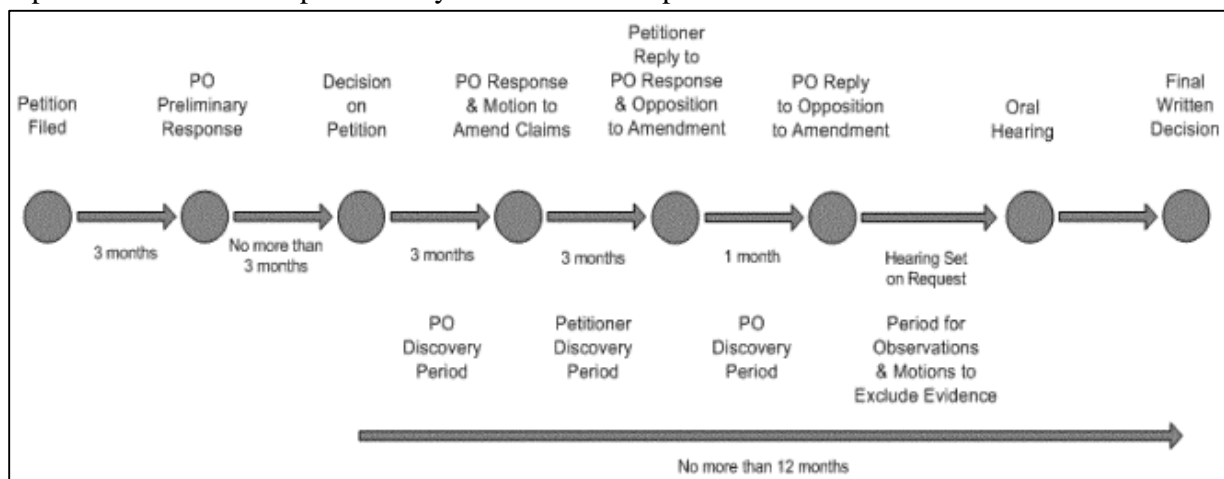 Petition
Filed
PO
Preliminary
Response
Decision
on
Petition
PO Response
& Motion to
Amend Claims
Petitioner
Reply to
PO Response
& Opposition
to Amendment
PO Reply
to Opposition
to Amendment
Oral
Hearing
Final
Written
Decision
3 months
No more than
3 months
3 months
3 months
1 month
Hearing Set
on Request
PO
Discovery
Period
Petitioner
Discovery
Period
PO
Discovery
Period
Period for
Observations
& Motions to
Exclude Evidence
No more than 12 months